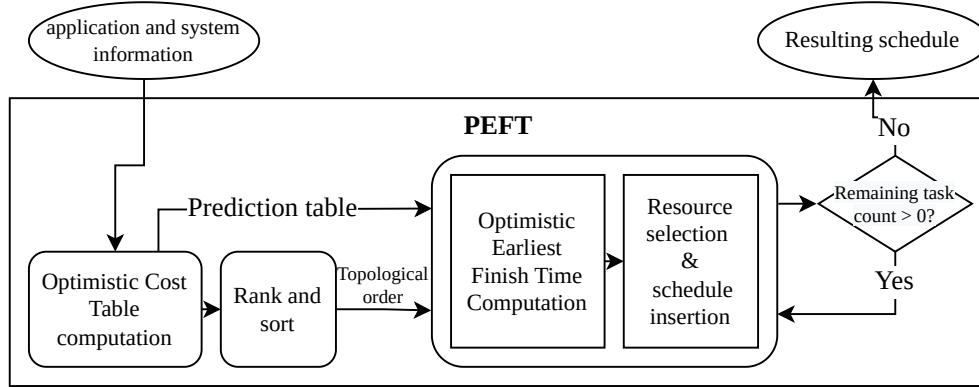 application and system
information
Resulting schedule
PEFT
No
Prediction table
Remaining task
count > 0?
Optimistic
Earliest
Finish Time
Computation
Resource
selection
&
schedule
insertion
Optimistic Cost
Table
computation
Rank and
sort
Topological
order
Yes